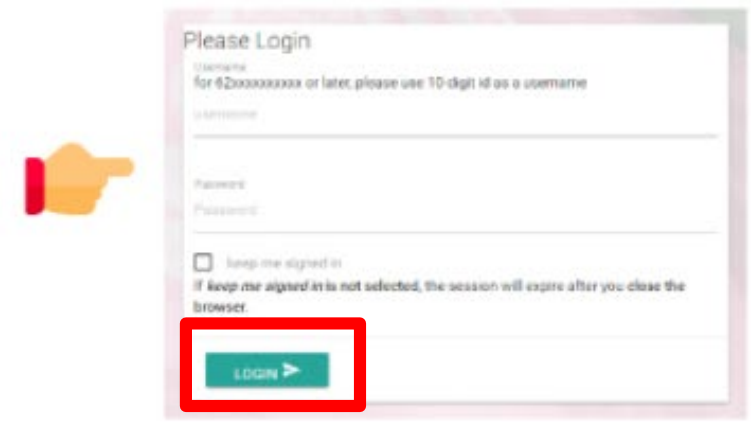 Please Login
Username
for 62xxxxxxxxxx or later, please use 10 digit id as a username
Username
Password
Password
keep me signed in
If keep me signed in is not selected, the session will expire after you close the
browser.
LOGIN